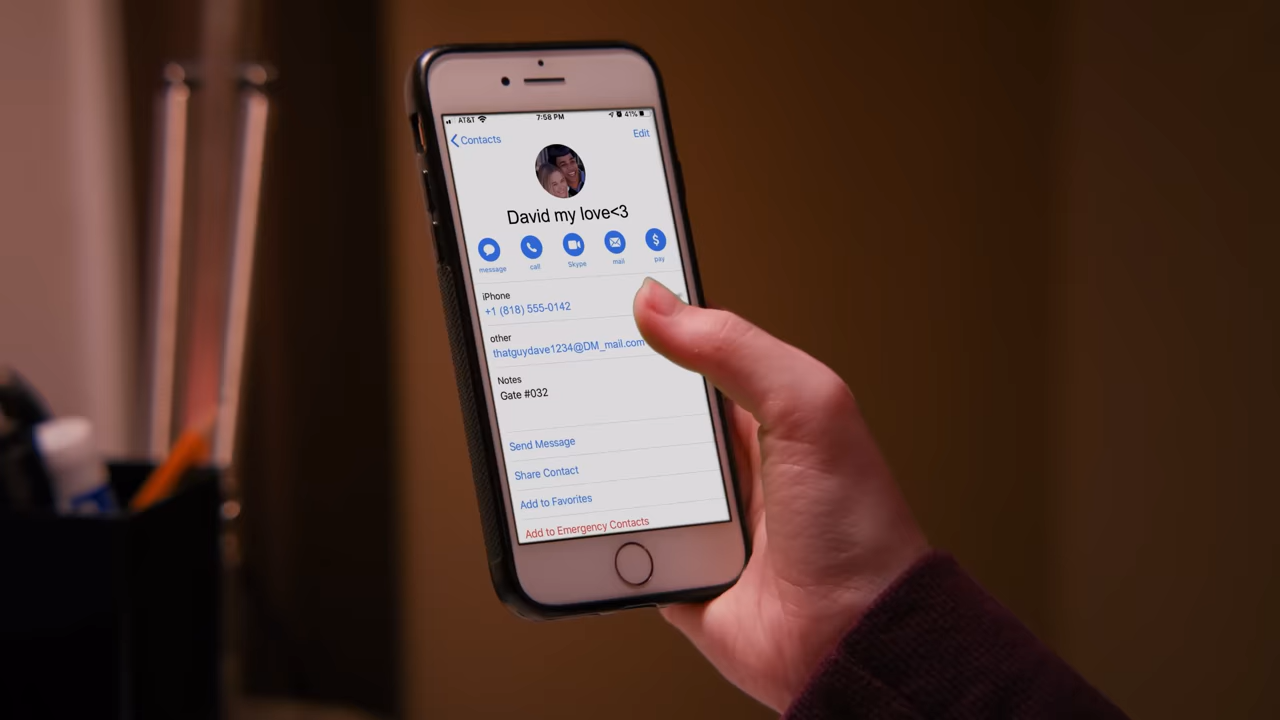 AT&T 7:58 PM 41%
Contacts Edit
David my love<3
message call Skype mail pay
iPhone
+1 (818) 555-0142
other
thatguydave1234@DM_mail.com
Notes
Gate #032
Send Message
Share Contact
Add to Favorites
Add to Emergency Contacts